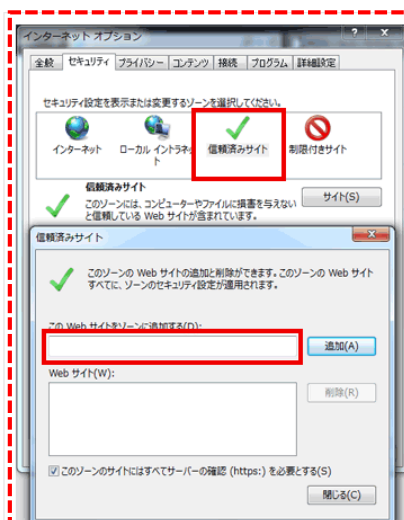 インターネット オプション
全般 セキュリティ プライバシー コンテンツ 接続 プログラム 詳細設定
セキュリティ設定を表示または変更するゾーンを選択してください。
インターネット ローカル イントラネット 信頼済みサイト 制限付きサイト
信頼済みサイト
このゾーンには、コンピューターやファイルに損害を与えない
と信頼している Web サイトが含まれています。
サイト(S)
信頼済みサイト
このゾーンの Web サイトの追加と削除ができます。このゾーンの Web サイト
すべてに、ゾーンのセキュリティ設定が適用されます。
この Web サイトをゾーンに追加する(D):
追加(A)
Web サイト(W):
削除(R)
このゾーンのサイトにはすべてサーバーの確認 (https:) を必要とする(S)
閉じる(C)